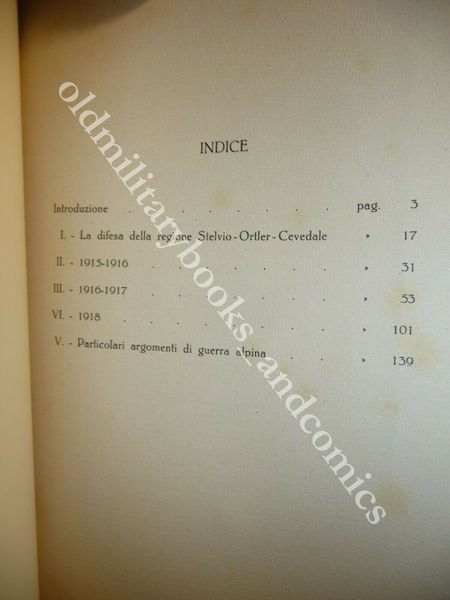 INDICE
Introduzione . . . . . . . pag. 3
I. - La difesa della regione Stelvio-Ortler-Cevedale » 17
II. - 1915-1916 . . . . . . » 31
III. - 1916-1917 . . . . . . » 53
VI. - 1918 . . . . . . » 101
V. - Particolari argomenti di guerra alpina . . » 139
oldmilitarybooks_andcomics